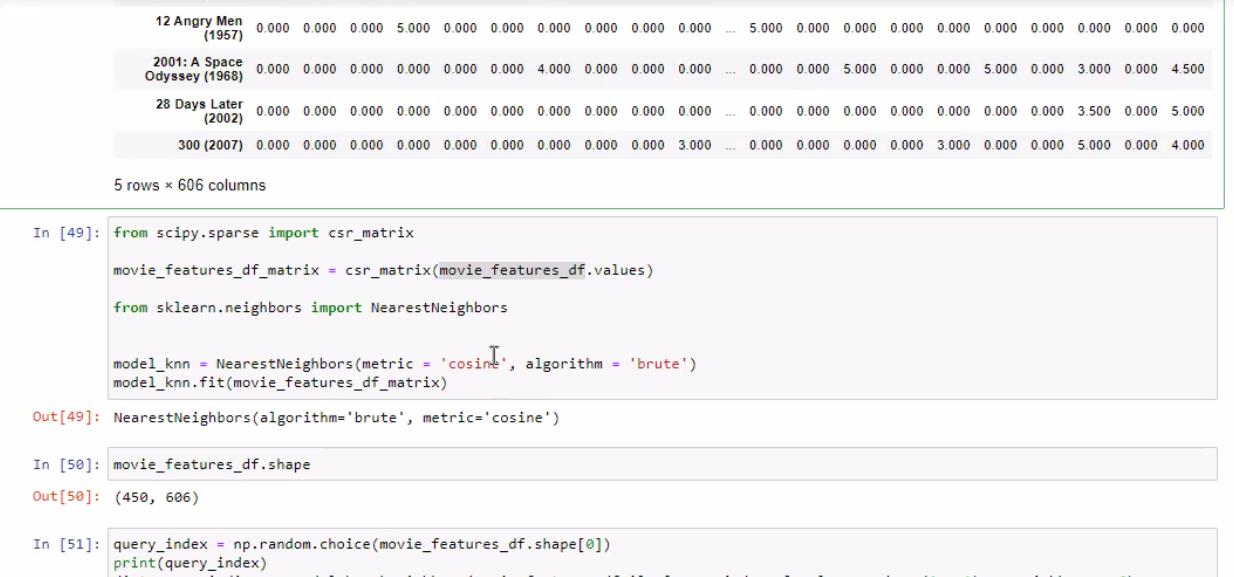 12 Angry Men (1957) 0.000 0.000 0.000 5.000 0.000 0.000 0.000 0.000 0.000 0.000 ... 5.000 0.000 0.000 0.000 0.000 0.000 0.000 0.000 0.000 0.000
2001: A Space Odyssey (1968) 0.000 0.000 0.000 0.000 0.000 0.000 4.000 0.000 0.000 0.000 ... 0.000 0.000 5.000 0.000 0.000 5.000 0.000 3.000 0.000 4.500
28 Days Later (2002) 0.000 0.000 0.000 0.000 0.000 0.000 0.000 0.000 0.000 0.000 ... 0.000 0.000 0.000 0.000 0.000 0.000 0.000 3.500 0.000 5.000
300 (2007) 0.000 0.000 0.000 0.000 0.000 0.000 0.000 0.000 0.000 3.000 ... 0.000 0.000 0.000 0.000 3.000 0.000 0.000 5.000 0.000 4.000
5 rows × 606 columns
In [49]: from scipy.sparse import csr_matrix
movie_features_df_matrix = csr_matrix(movie_features_df.values)
from sklearn.neighbors import NearestNeighbors
model_knn = NearestNeighbors(metric = 'cosine', algorithm = 'brute')
model_knn.fit(movie_features_df_matrix)
Out[49]: NearestNeighbors(algorithm='brute', metric='cosine')
In [50]: movie_features_df.shape
Out[50]: (450, 606)
In [51]: query_index = np.random.choice(movie_features_df.shape[0])
print(query_index)